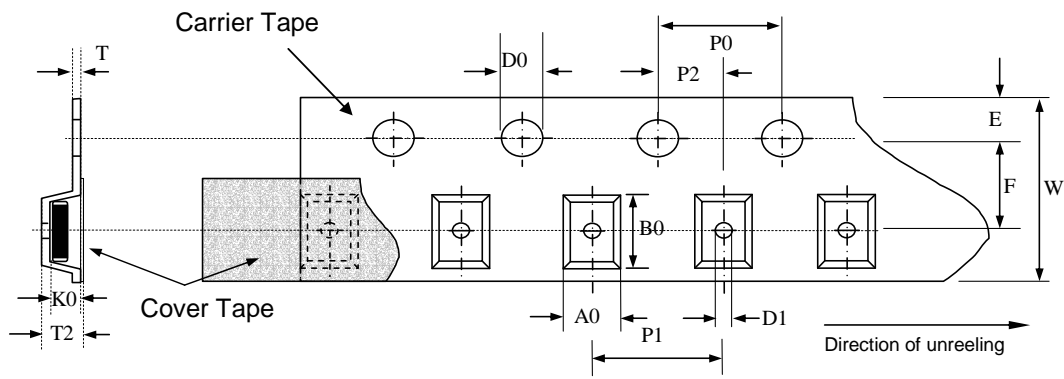 Carrier Tape
T
D0
P0
P2
E
F
W
B0
K0
Cover Tape
T2
A0
D1
P1
Direction of unreeling